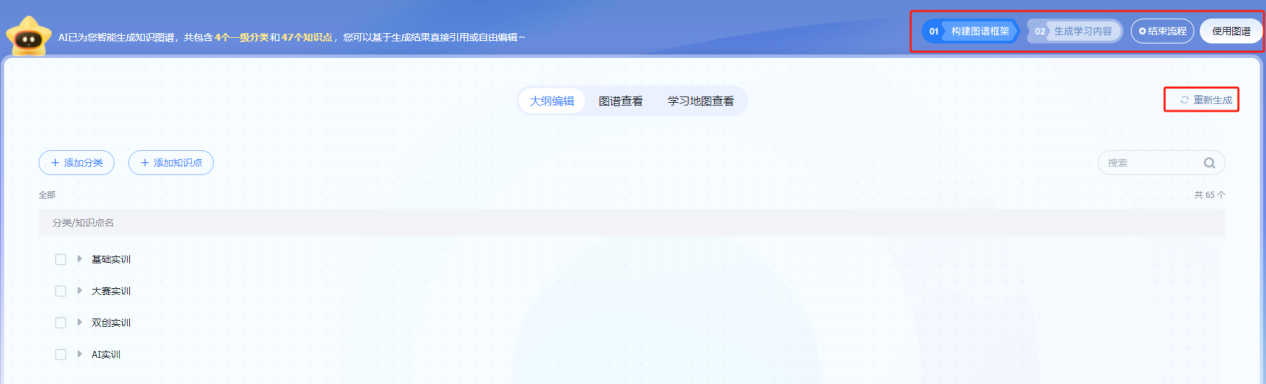 AI已为您智能生成知识图谱，共包含4个一级分类和47个知识点，您可以基于生成结果直接引用或自由编辑~
01 构建图谱框架 02 生成学习内容 结束流程 使用图谱
大纲编辑 图谱查看 学习地图查看 重新生成
+ 添加分类 + 添加知识点 搜索
全部 共 65 个
分类/知识点名
基础实训
大赛实训
双创实训
AI实训